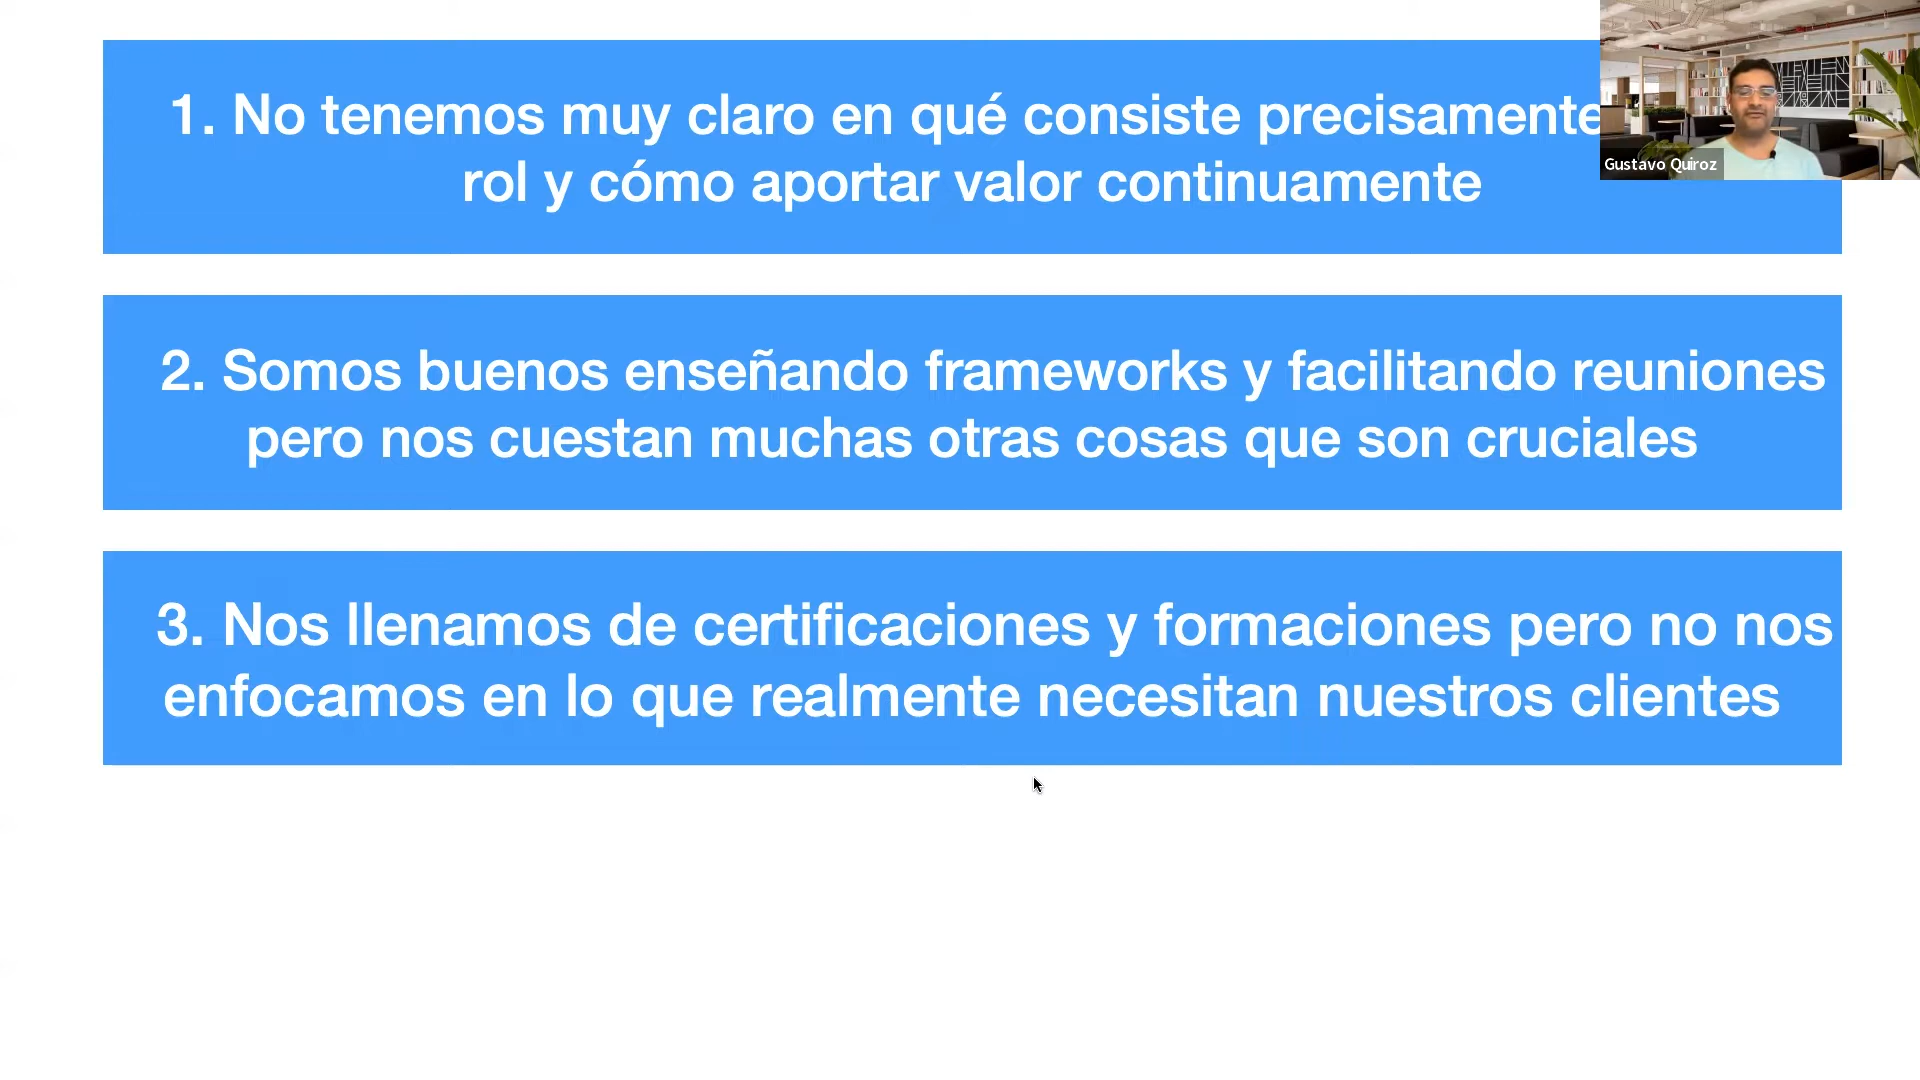 1. No tenemos muy claro en qué consiste precisamente
rol y cómo aportar valor continuamente
2. Somos buenos enseñando frameworks y facilitando reuniones
pero nos cuestan muchas otras cosas que son cruciales
3. Nos llenamos de certificaciones y formaciones pero no nos
enfocamos en lo que realmente necesitan nuestros clientes
Gustavo Quiroz